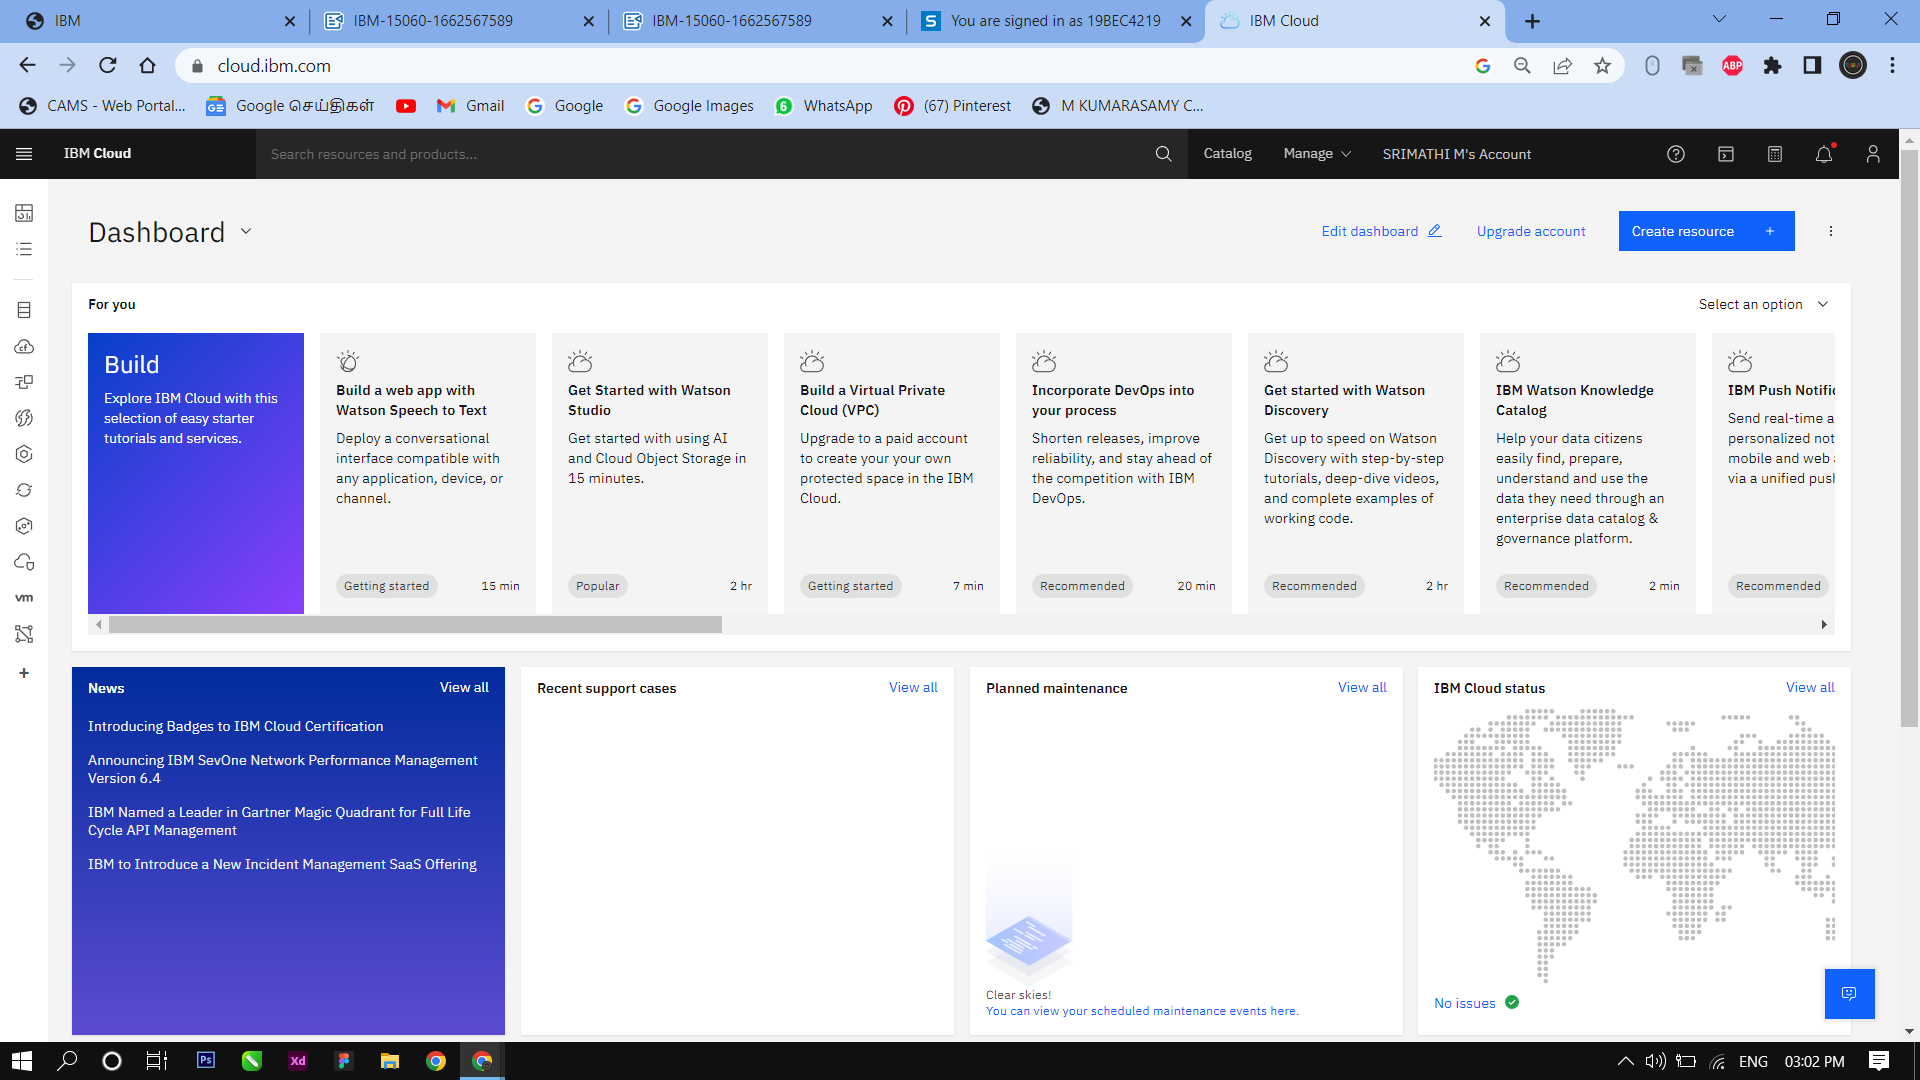 IBM
IBM-15060-1662567589
IBM-15060-1662567589
You are signed in as 19BEC4219
IBM Cloud
cloud.ibm.com
CAMS - Web Portal...
Google செய்திகள்
Gmail
Google
Google Images
WhatsApp
(67) Pinterest
M KUMARASAMY C...
IBM Cloud
Search resources and products...
Catalog
Manage
SRIMATHI M's Account
Dashboard
Edit dashboard
Upgrade account
Create resource +
For you
Select an option
Build
Explore IBM Cloud with this
selection of easy starter
tutorials and services.
Build a web app with
Watson Speech to Text
Deploy a conversational
interface compatible with
any application, device, or
channel.
Getting started 15 min
Get Started with Watson
Studio
Get started with using AI
and Cloud Object Storage in
15 minutes.
Popular 2 hr
Build a Virtual Private
Cloud (VPC)
Upgrade to a paid account
to create your your own
protected space in the IBM
Cloud.
Getting started 7 min
Incorporate DevOps into
your process
Shorten releases, improve
reliability, and stay ahead of
the competition with IBM
DevOps.
Recommended 20 min
Get started with Watson
Discovery
Get up to speed on Watson
Discovery with step-by-step
tutorials, deep-dive videos,
and complete examples of
working code.
Recommended 2 hr
IBM Watson Knowledge
Catalog
Help your data citizens
easily find, prepare,
understand and use the
data they need through an
enterprise data catalog &
governance platform.
Recommended 2 min
IBM Push Notific
Send real-time a
personalized not
mobile and web
via a unified push
Recommended
vm
News View all
Introducing Badges to IBM Cloud Certification
Announcing IBM SevOne Network Performance Management
Version 6.4
IBM Named a Leader in Gartner Magic Quadrant for Full Life
Cycle API Management
IBM to Introduce a New Incident Management SaaS Offering
Recent support cases View all
Planned maintenance View all
Clear skies!
You can view your scheduled maintenance events here.
IBM Cloud status View all
No issues
Ps
Xd
ENG
03:02 PM